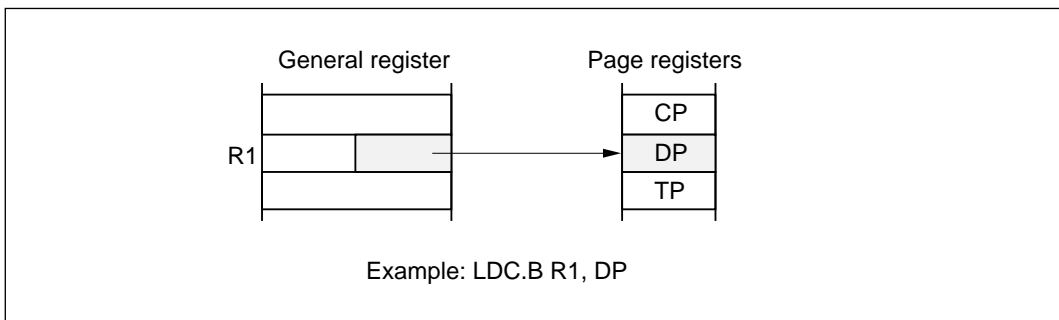 General register
Page registers
CP
R1
DP
TP
Example: LDC.B R1, DP